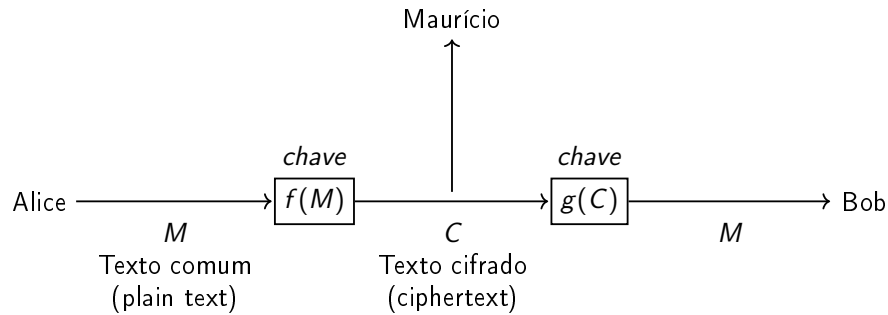 Maurício
chave
chave
Alice
f(M)
g(C)
Bob
M
C
M
Texto comum
Texto cifrado
(plain text)
(ciphertext)